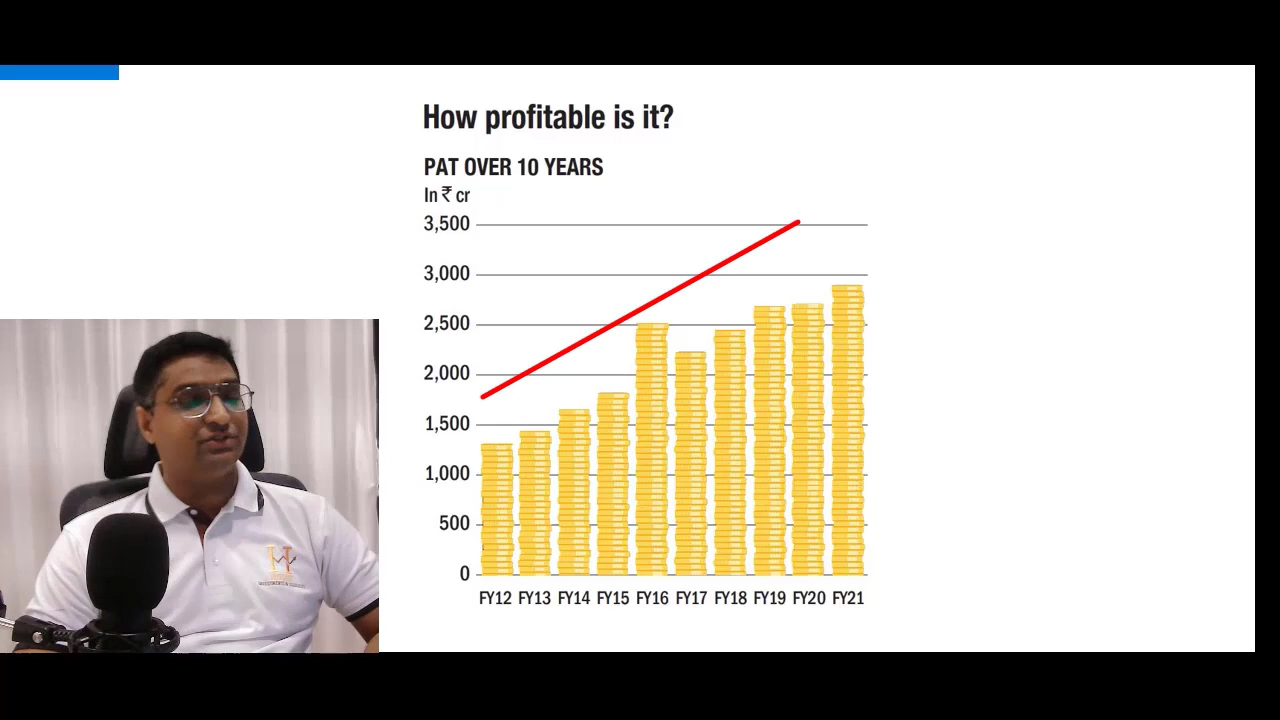 How profitable is it?
PAT OVER 10 YEARS
In ₹ cr
3,500
3,000
2,500
2,000
1,500
1,000
500
0
FY12 FY13 FY14 FY15 FY16 FY17 FY18 FY19 FY20 FY21